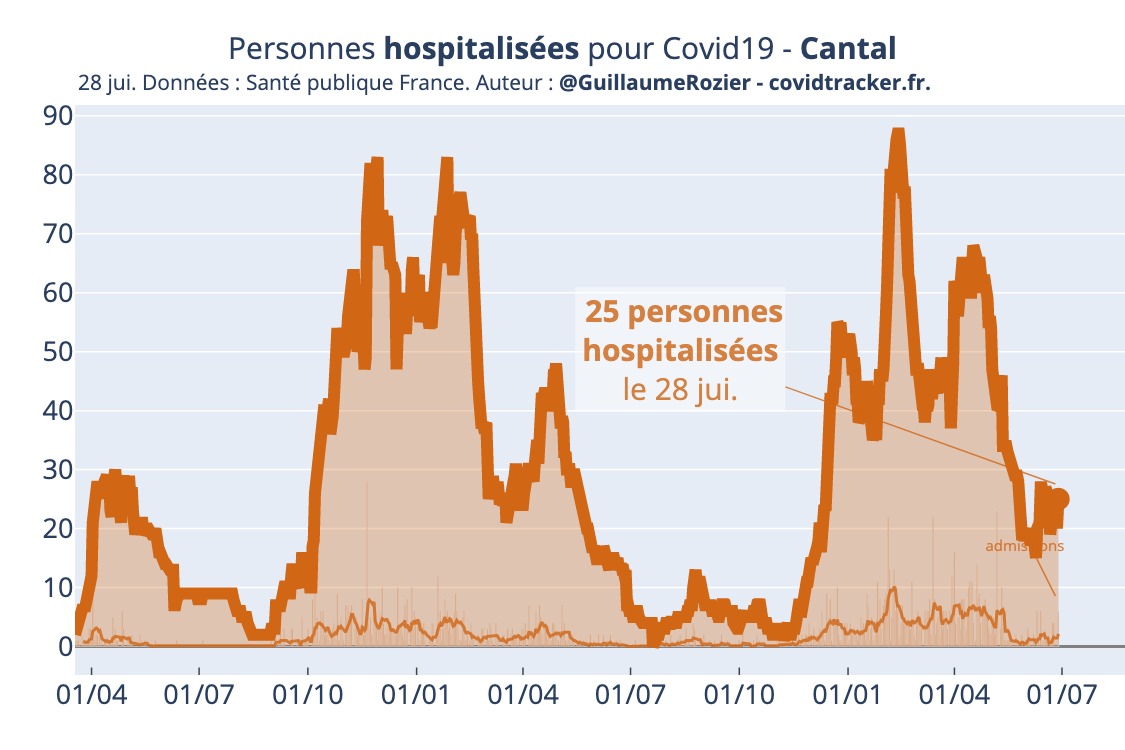 Personnes hospitalisées pour Covid19 - Cantal
28 jui. Données : Santé publique France. Auteur : @GuillaumeRozier - covidtracker.fr.
90
80
70
60
50
40
30
20
10
0
25 personnes
hospitalisées
le 28 jui.
admissions
01/04 01/07 01/10 01/01 01/04 01/07 01/10 01/01 01/04 01/07